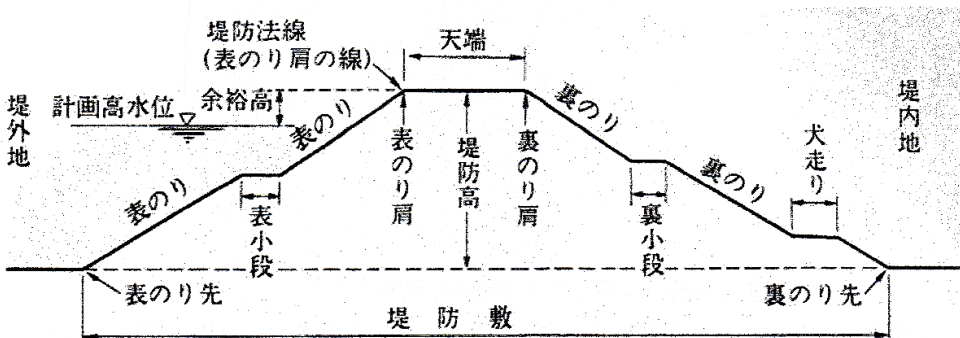 堤防法線
(表のり肩の線)
天端
堤外地
計画高水位
余裕高
表のり
表のり
表小段
表のり肩
堤防高
裏のり肩
裏のり
裏小段
裏のり
犬走り
堤内地
表のり先
裏のり先
堤防敷